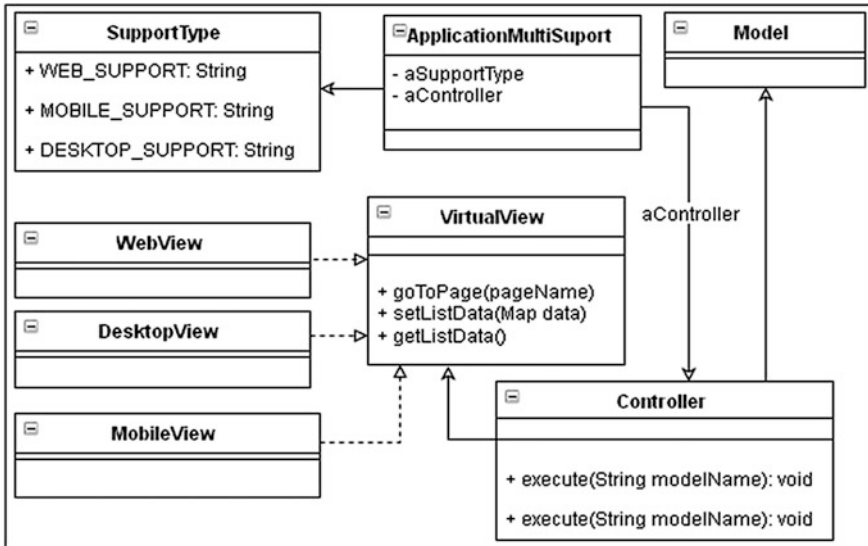 SupportType
+ WEB_SUPPORT: String
+ MOBILE_SUPPORT: String
+ DESKTOP_SUPPORT: String
ApplicationMultiSuport
- aSupportType
- aController
Model
aController
WebView
DesktopView
MobileView
VirtualView
+ goToPage(pageName)
+ setListData(Map data)
+ getListData()
Controller
+ execute(String modelName): void
+ execute(String modelName): void